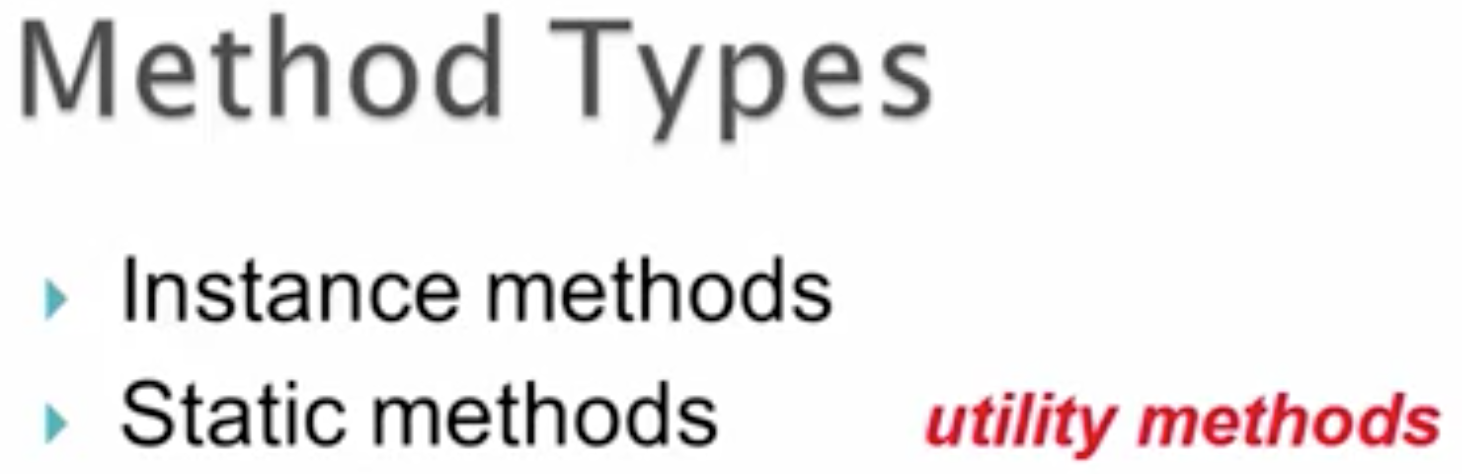 Method Types
Instance methods
Static methods utility methods